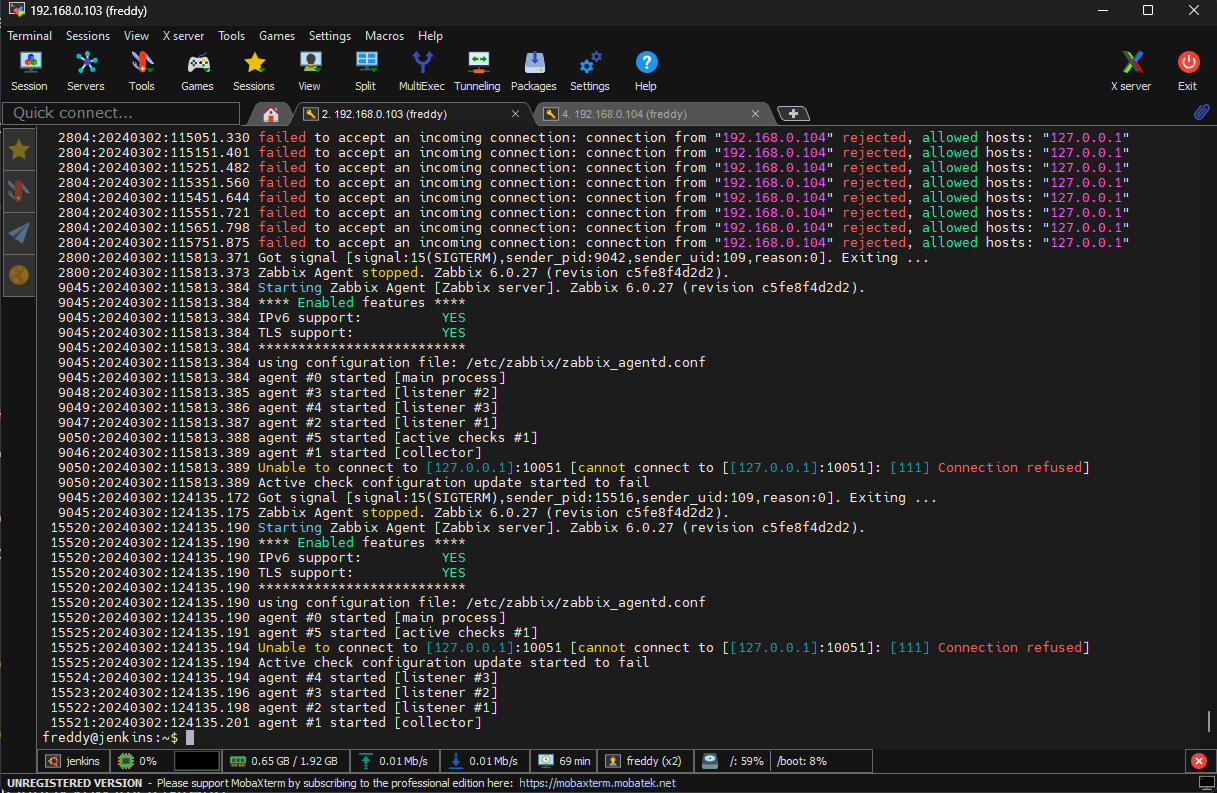 192.168.0.103 (freddy)
Terminal Sessions View X server Tools Games Settings Macros Help
Session Servers Tools Games Sessions View Split MultiExec Tunneling Packages Settings Help X server Exit
Quick connect...
2. 192.168.0.103 (freddy)
4. 192.168.0.104 (freddy)
2804:20240302:115051.330 failed to accept an incoming connection: connection from "192.168.0.104" rejected, allowed hosts: "127.0.0.1"
2804:20240302:115151.401 failed to accept an incoming connection: connection from "192.168.0.104" rejected, allowed hosts: "127.0.0.1"
2804:20240302:115251.482 failed to accept an incoming connection: connection from "192.168.0.104" rejected, allowed hosts: "127.0.0.1"
2804:20240302:115351.560 failed to accept an incoming connection: connection from "192.168.0.104" rejected, allowed hosts: "127.0.0.1"
2804:20240302:115451.644 failed to accept an incoming connection: connection from "192.168.0.104" rejected, allowed hosts: "127.0.0.1"
2804:20240302:115551.721 failed to accept an incoming connection: connection from "192.168.0.104" rejected, allowed hosts: "127.0.0.1"
2804:20240302:115651.798 failed to accept an incoming connection: connection from "192.168.0.104" rejected, allowed hosts: "127.0.0.1"
2804:20240302:115751.875 failed to accept an incoming connection: connection from "192.168.0.104" rejected, allowed hosts: "127.0.0.1"
2800:20240302:115813.371 Got signal [signal:15(SIGTERM),sender_pid:9042,sender_uid:109,reason:0]. Exiting ...
2800:20240302:115813.373 Zabbix Agent stopped. Zabbix 6.0.27 (revision c5fe8f4d2d2).
9045:20240302:115813.384 Starting Zabbix Agent [Zabbix server]. Zabbix 6.0.27 (revision c5fe8f4d2d2).
9045:20240302:115813.384 **** Enabled features ****
9045:20240302:115813.384 IPv6 support: YES
9045:20240302:115813.384 TLS support: YES
9045:20240302:115813.384 **************************
9045:20240302:115813.384 using configuration file: /etc/zabbix/zabbix_agentd.conf
9045:20240302:115813.384 agent #0 started [main process]
9048:20240302:115813.385 agent #3 started [listener #2]
9049:20240302:115813.386 agent #4 started [listener #3]
9047:20240302:115813.387 agent #2 started [listener #1]
9050:20240302:115813.388 agent #5 started [active checks #1]
9046:20240302:115813.389 agent #1 started [collector]
9050:20240302:115813.389 Unable to connect to [127.0.0.1]:10051 [cannot connect to [[127.0.0.1]:10051]: [111] Connection refused]
9050:20240302:115813.389 Active check configuration update started to fail
9045:20240302:124135.172 Got signal [signal:15(SIGTERM),sender_pid:15516,sender_uid:109,reason:0]. Exiting ...
9045:20240302:124135.175 Zabbix Agent stopped. Zabbix 6.0.27 (revision c5fe8f4d2d2).
15520:20240302:124135.190 Starting Zabbix Agent [Zabbix server]. Zabbix 6.0.27 (revision c5fe8f4d2d2).
15520:20240302:124135.190 **** Enabled features ****
15520:20240302:124135.190 IPv6 support: YES
15520:20240302:124135.190 TLS support: YES
15520:20240302:124135.190 **************************
15520:20240302:124135.190 using configuration file: /etc/zabbix/zabbix_agentd.conf
15520:20240302:124135.190 agent #0 started [main process]
15525:20240302:124135.191 agent #5 started [active checks #1]
15525:20240302:124135.194 Unable to connect to [127.0.0.1]:10051 [cannot connect to [[127.0.0.1]:10051]: [111] Connection refused]
15525:20240302:124135.194 Active check configuration update started to fail
15524:20240302:124135.194 agent #4 started [listener #3]
15523:20240302:124135.196 agent #3 started [listener #2]
15522:20240302:124135.198 agent #2 started [listener #1]
15521:20240302:124135.201 agent #1 started [collector]
freddy@jenkins:~$
jenkins 0% 0.65 GB / 1.92 GB 0.01 Mb/s 0.01 Mb/s 69 min freddy (x2) /: 59% /boot: 8%
UNREGISTERED VERSION - Please support MobaXterm by subscribing to the professional edition here: https://mobaxterm.mobatek.net